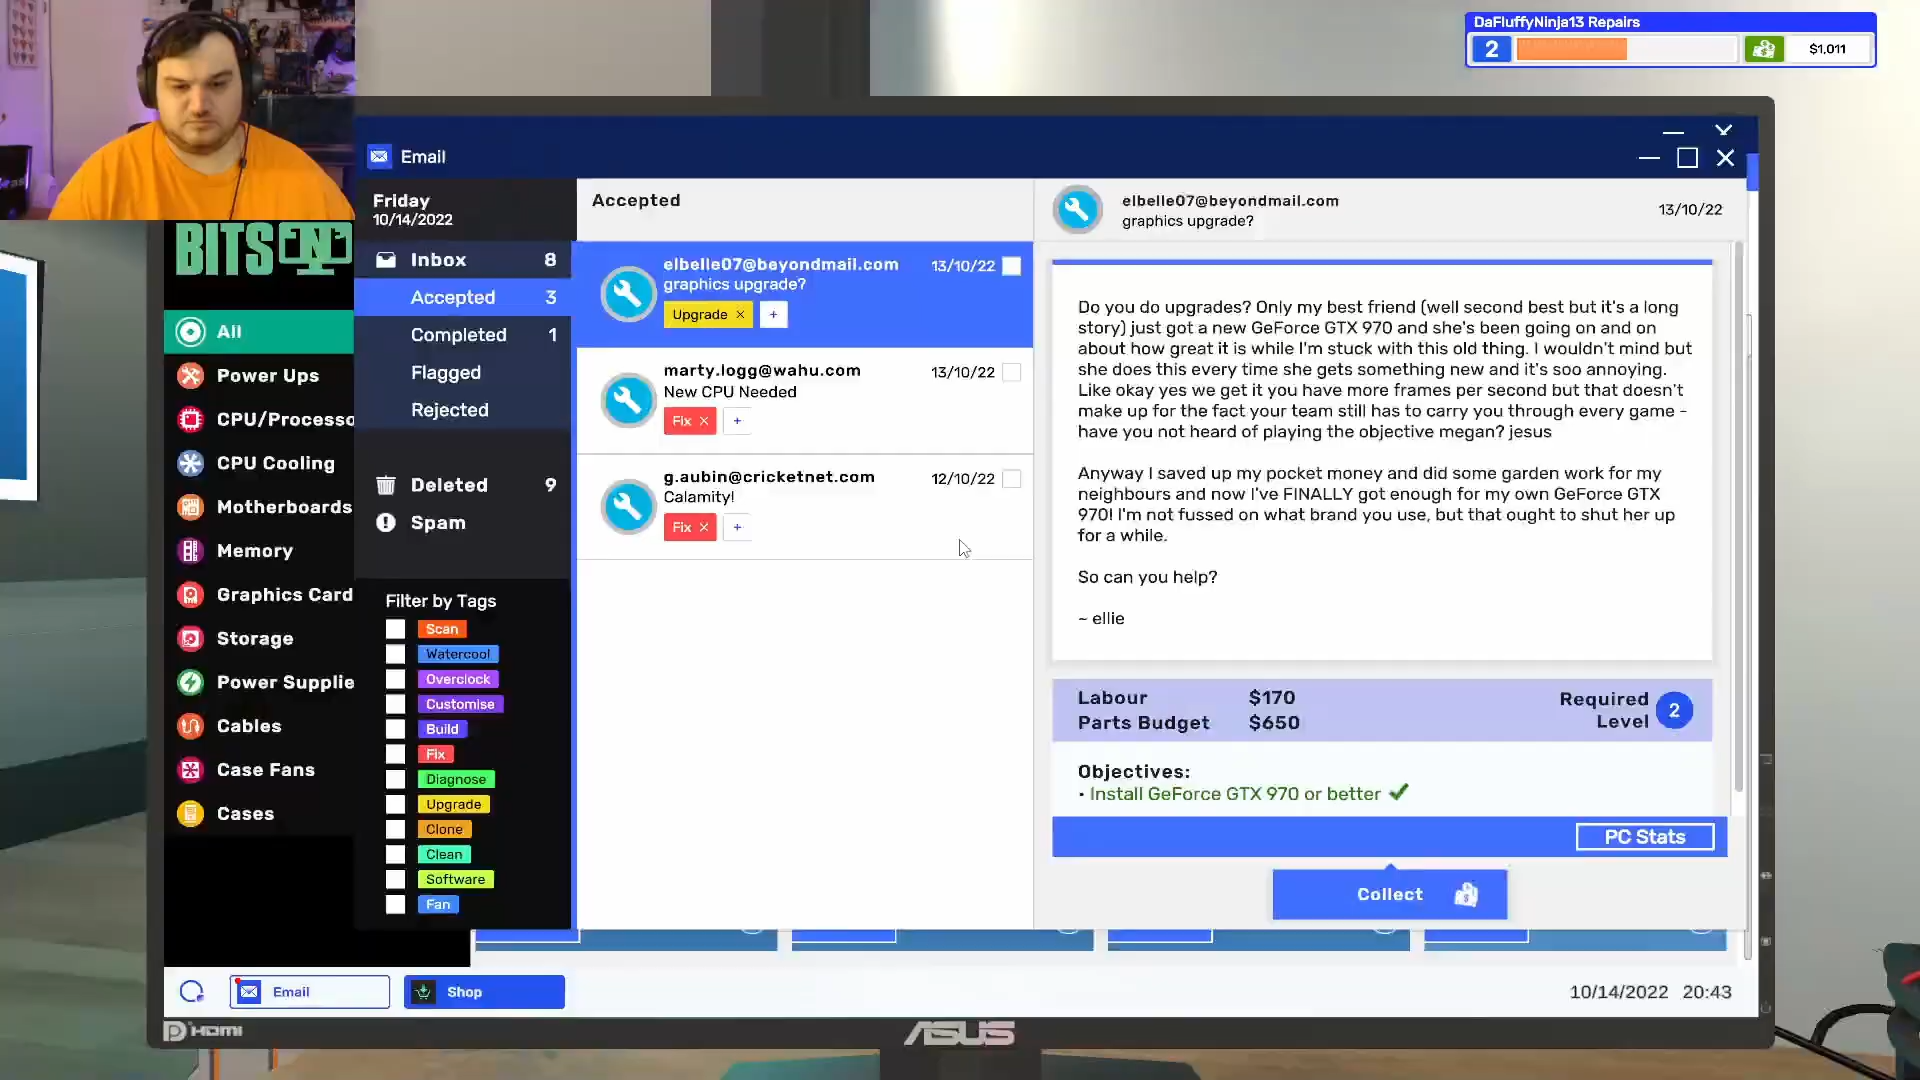 DaFluffyNinja13 Repairs
2
$1,011
Email
Friday
10/14/2022
Inbox 8
Accepted 3
Completed 1
Flagged
Rejected
Deleted 9
Spam
Filter by Tags
Scan
Watercool
Overclock
Customise
Build
Fix
Diagnose
Upgrade
Clone
Clean
Software
Fan
BITS N
All
Power Ups
CPU/Processo
CPU Cooling
Motherboards
Memory
Graphics Card
Storage
Power Supplie
Cables
Case Fans
Cases
Accepted
elbelle07@beyondmail.com 13/10/22
graphics upgrade?
Upgrade × +
marty.logg@wahu.com 13/10/22
New CPU Needed
Fix × +
g.aubin@cricketnet.com 12/10/22
Calamity!
Fix × +
elbelle07@beyondmail.com
graphics upgrade?
13/10/22
Do you do upgrades? Only my best friend (well second best but it's a long
story) just got a new GeForce GTX 970 and she's been going on and on
about how great it is while I'm stuck with this old thing. I wouldn't mind but
she does this every time she gets something new and it's soo annoying.
Like okay yes we get it you have more frames per second but that doesn't
make up for the fact your team still has to carry you through every game -
have you not heard of playing the objective megan? jesus
Anyway I saved up my pocket money and did some garden work for my
neighbours and now I've FINALLY got enough for my own GeForce GTX
970! I'm not fussed on what brand you use, but that ought to shut her up
for a while.
So can you help?
~ ellie
Labour $170
Parts Budget $650
Required
Level 2
Objectives:
• Install GeForce GTX 970 or better
PC Stats
Collect
Email
Shop
10/14/2022 20:43
HDMI
ASUS